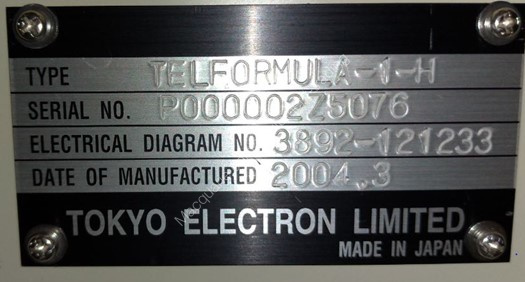 TYPE TELFORMULA-1-H
SERIAL NO. P000002Z5076
ELECTRICAL DIAGRAM NO. 3892-121233
DATE OF MANUFACTURED 2004.3
TOKYO ELECTRON LIMITED
MADE IN JAPAN